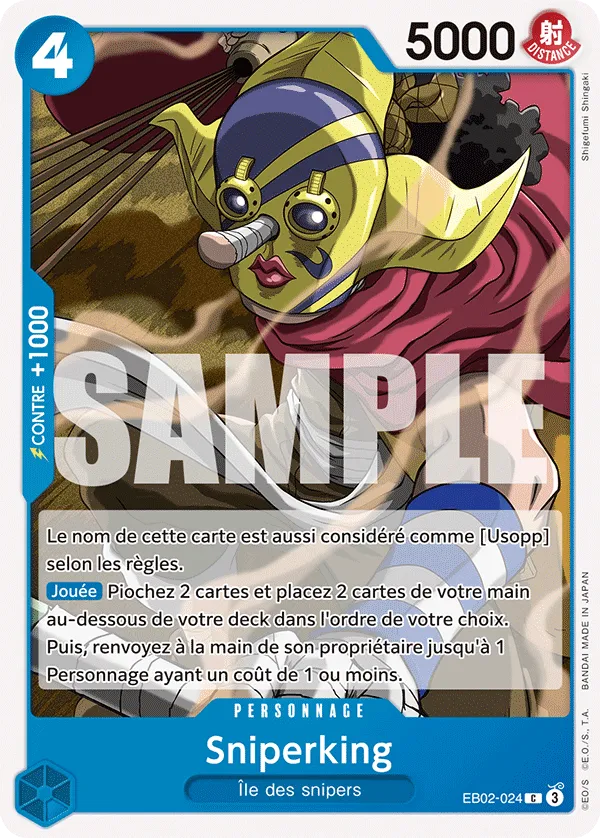 4
5000
射
DISTANCE
Shigefumi Shingaki
CONTRE +1000
SAMPLE
Le nom de cette carte est aussi considéré comme [Usopp]
selon les règles.
Jouée Piochez 2 cartes et placez 2 cartes de votre main
au-dessous de votre deck dans l'ordre de votre choix.
Puis, renvoyez à la main de son propriétaire jusqu'à 1
Personnage ayant un coût de 1 ou moins.
PERSONNAGE
Sniperking
Île des snipers
EB02-024 C 3
©EO/S ©E.O./S., T.A. BANDAI MADE IN JAPAN